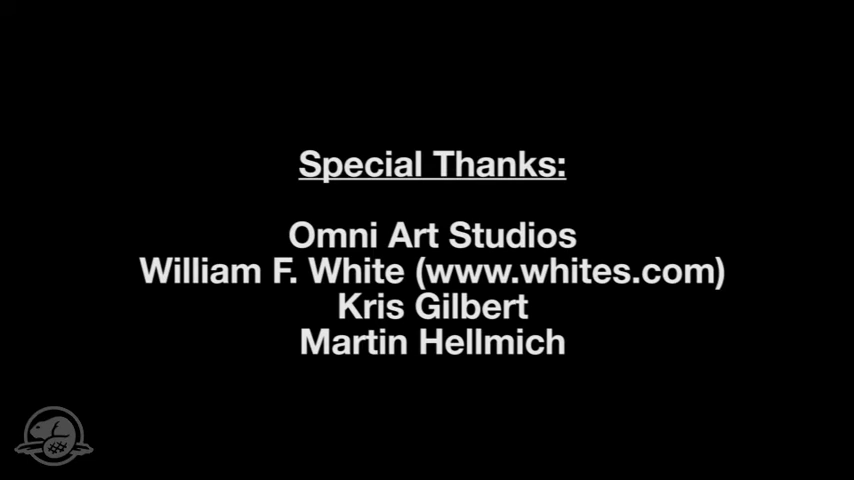 Special Thanks:
Omni Art Studios
William F. White (www.whites.com)
Kris Gilbert
Martin Hellmich